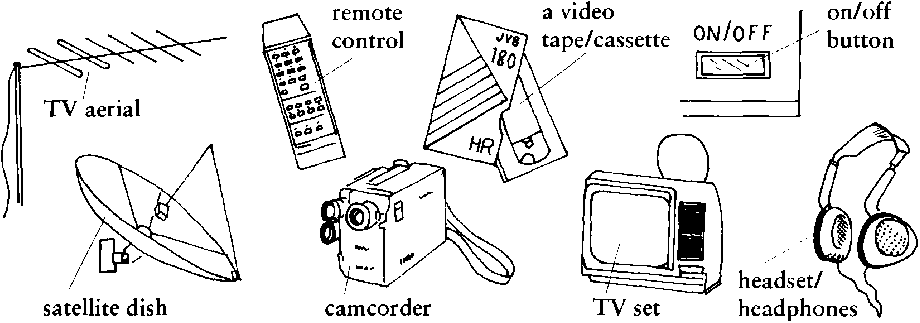 remote
control
a video
tape/cassette
on/off
button
ON/OFF
JVS
180
HR
TV aerial
satellite dish
camcorder
TV set
headset/
headphones